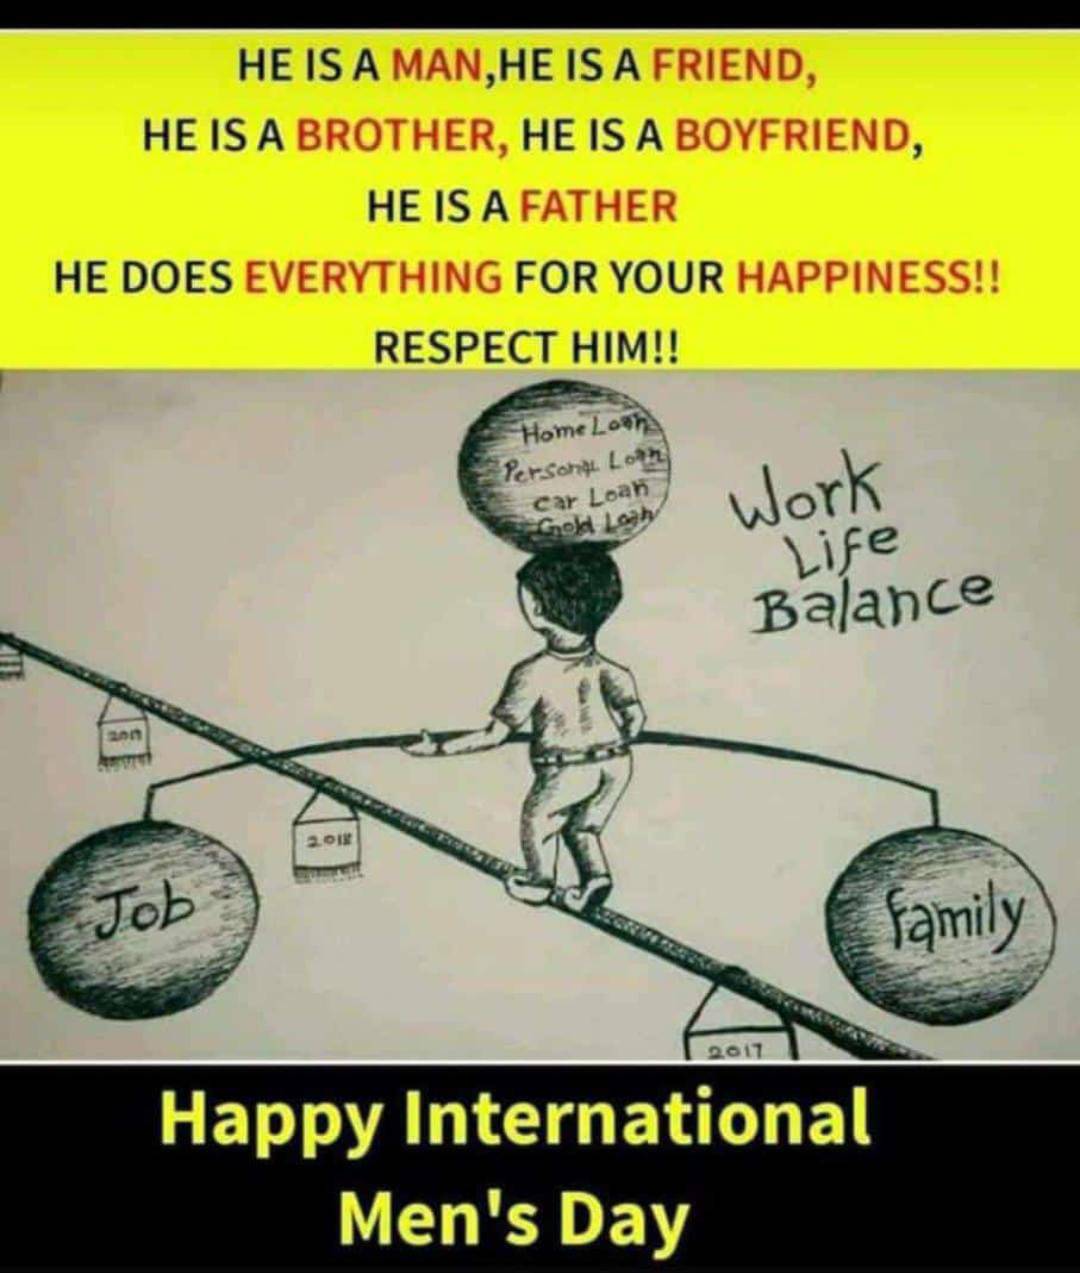 HE IS A MAN,HE IS A FRIEND,
HE IS A BROTHER, HE IS A BOYFRIEND,
HE IS A FATHER
HE DOES EVERYTHING FOR YOUR HAPPINESS!!
RESPECT HIM!!
Home Loan
Personal Loan
car Loan
Gold Loan
Work
Life
Balance
2018
Job
Family
2017
Happy International
Men's Day